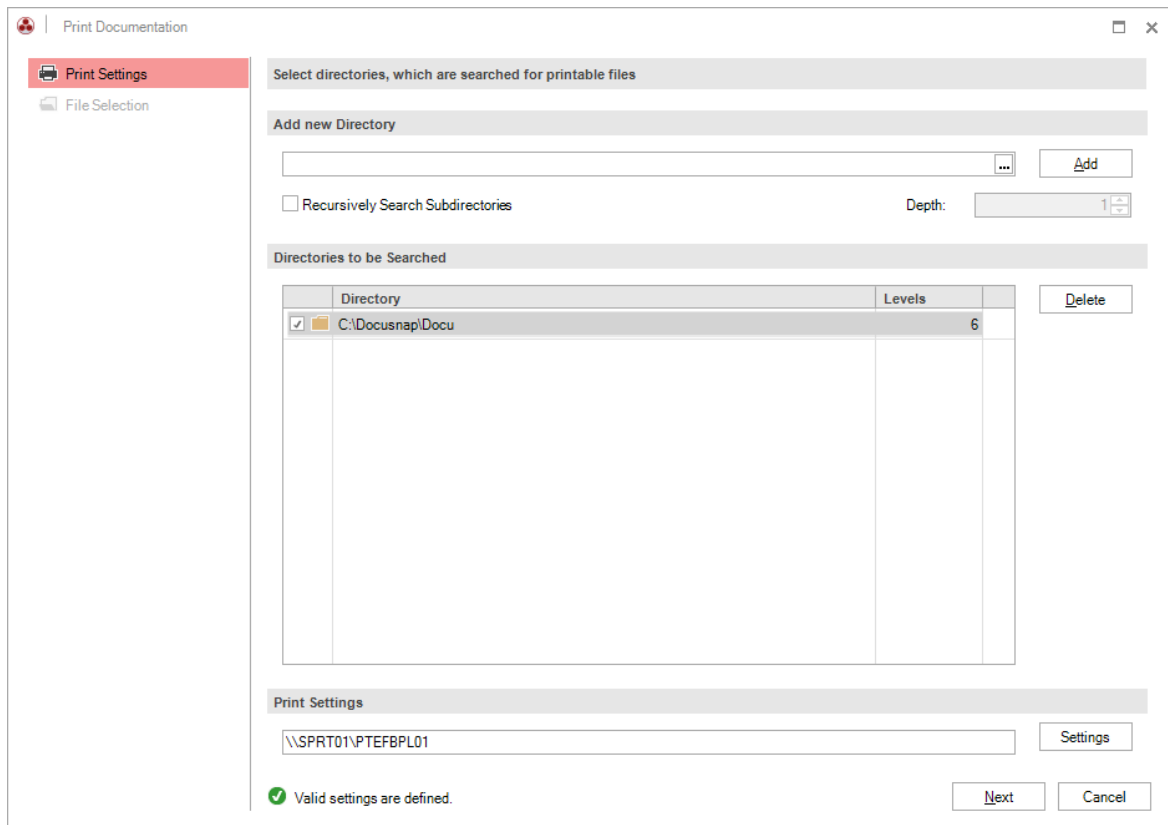 Print Documentation
Print Settings
File Selection
Select directories, which are searched for printable files
Add new Directory
... Add
Recursively Search Subdirectories Depth: 1
Directories to be Searched
Directory Levels Delete
C:\Docusnap\Docu 6
Print Settings
\\SPRT01\PTEFBPL01 Settings
Valid settings are defined. Next Cancel